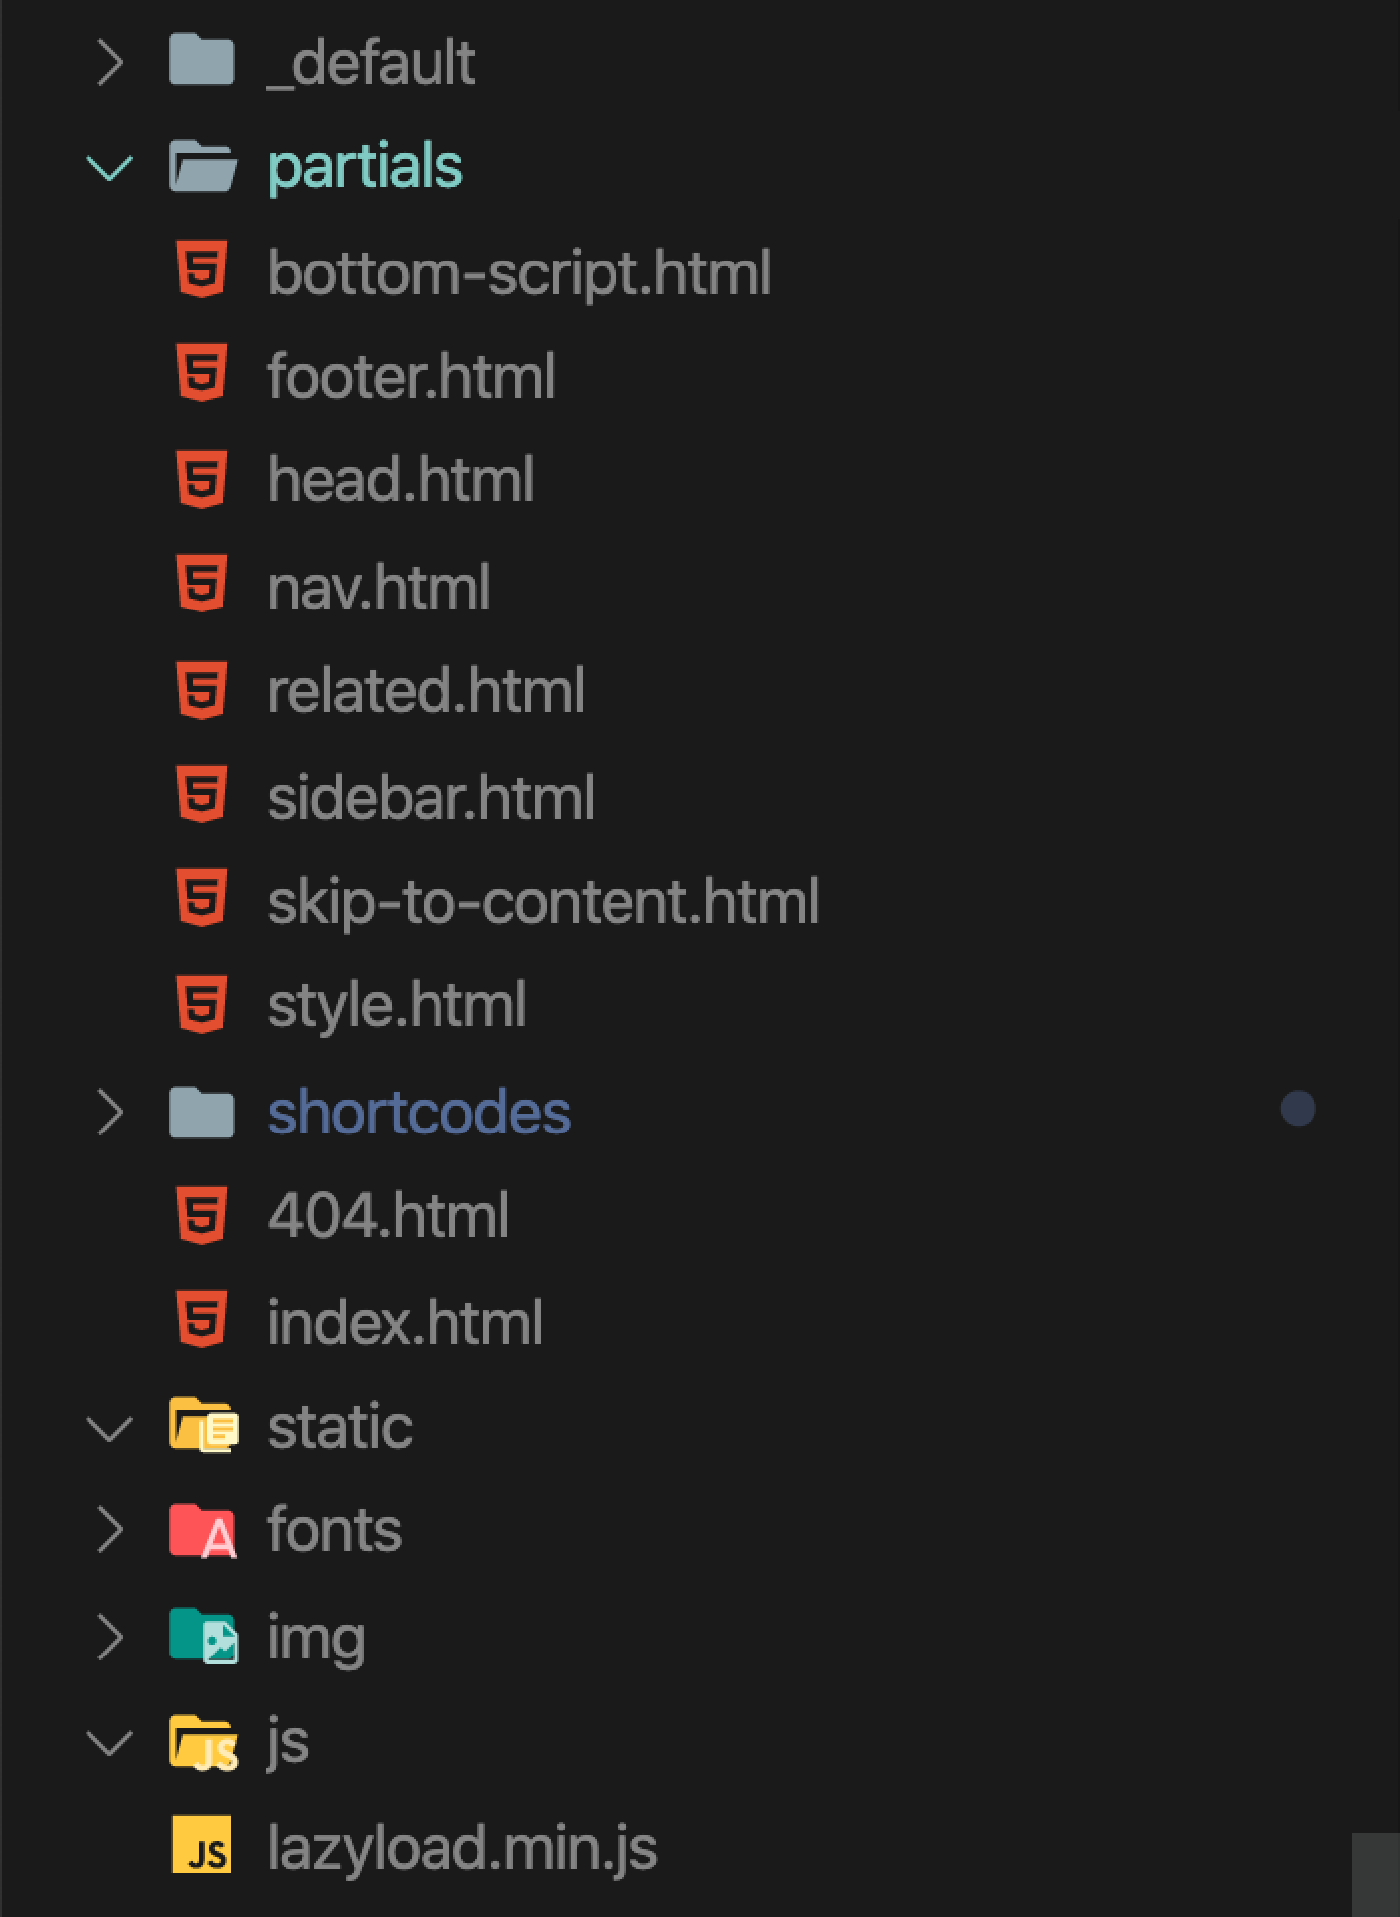 _default
partials
bottom-script.html
footer.html
head.html
nav.html
related.html
sidebar.html
skip-to-content.html
style.html
shortcodes
404.html
index.html
static
fonts
img
js
lazyload.min.js